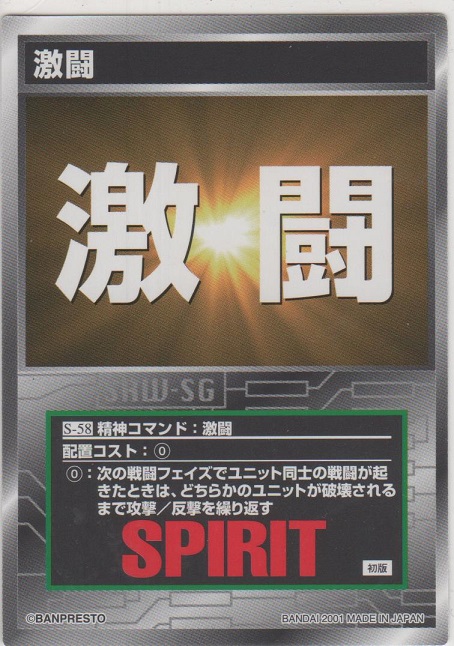 激闘
激闘
SRW-SG
S-58 精神コマンド：激闘
配置コスト：⓪
⓪：次の戦闘フェイズでユニット同士の戦闘が起
きたときは、どちらかのユニットが破壊される
まで攻撃／反撃を繰り返す
SPIRIT
初版
©BANPRESTO
BANDAI 2001 MADE IN JAPAN